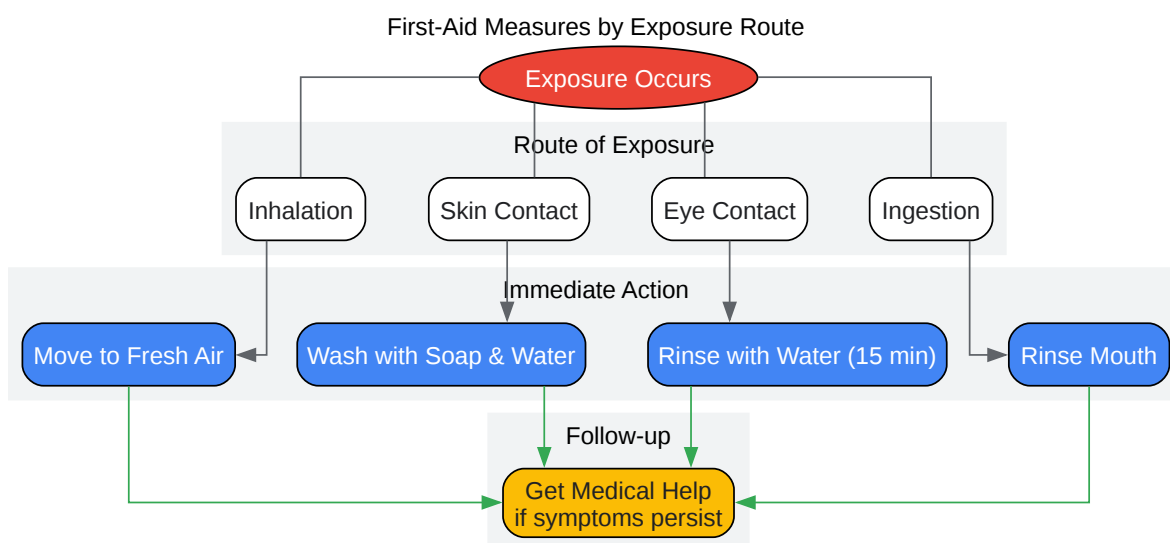 First-Aid Measures by Exposure Route
Exposure Occurs
Route of Exposure
Inhalation
Skin Contact
Eye Contact
Ingestion
Immediate Action
Move to Fresh Air
Wash with Soap & Water
Rinse with Water (15 min)
Rinse Mouth
Follow-up
Get Medical Help
if symptoms persist